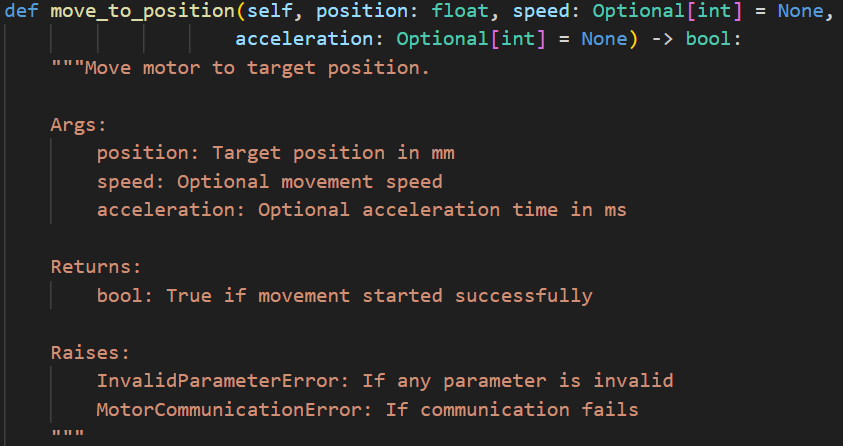 def move_to_position(self, position: float, speed: Optional[int] = None,
acceleration: Optional[int] = None) -> bool:
"""Move motor to target position.
Args:
position: Target position in mm
speed: Optional movement speed
acceleration: Optional acceleration time in ms
Returns:
bool: True if movement started successfully
Raises:
InvalidParameterError: If any parameter is invalid
MotorCommunicationError: If communication fails
"""